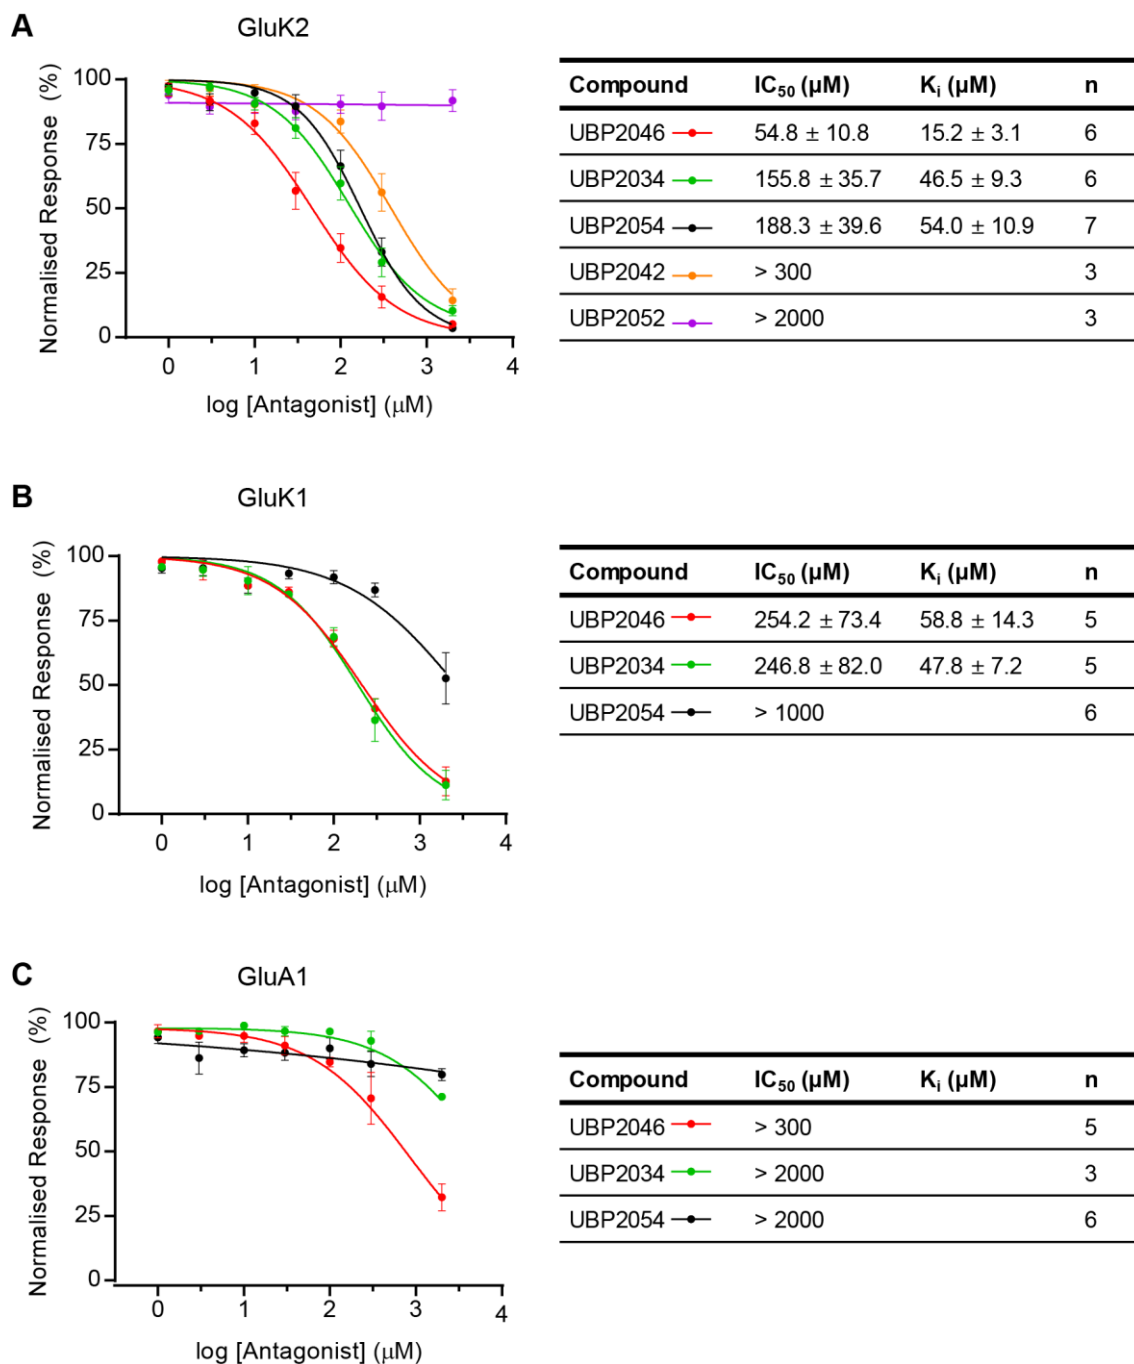 A
GluK2
Normalised Response (%)
100
75
50
25
0
0 1 2 3 4
log [Antagonist] (μM)
Compound IC50 (μM) Ki (μM) n
UBP2046 54.8 ± 10.8 15.2 ± 3.1 6
UBP2034 155.8 ± 35.7 46.5 ± 9.3 6
UBP2054 188.3 ± 39.6 54.0 ± 10.9 7
UBP2042 > 300 3
UBP2052 > 2000 3
B
GluK1
Normalised Response (%)
100
75
50
25
0
0 1 2 3 4
log [Antagonist] (μM)
Compound IC50 (μM) Ki (μM) n
UBP2046 254.2 ± 73.4 58.8 ± 14.3 5
UBP2034 246.8 ± 82.0 47.8 ± 7.2 5
UBP2054 > 1000 6
C
GluA1
Normalised Response (%)
100
75
50
25
0
0 1 2 3 4
log [Antagonist] (μM)
Compound IC50 (μM) Ki (μM) n
UBP2046 > 300 5
UBP2034 > 2000 3
UBP2054 > 2000 6